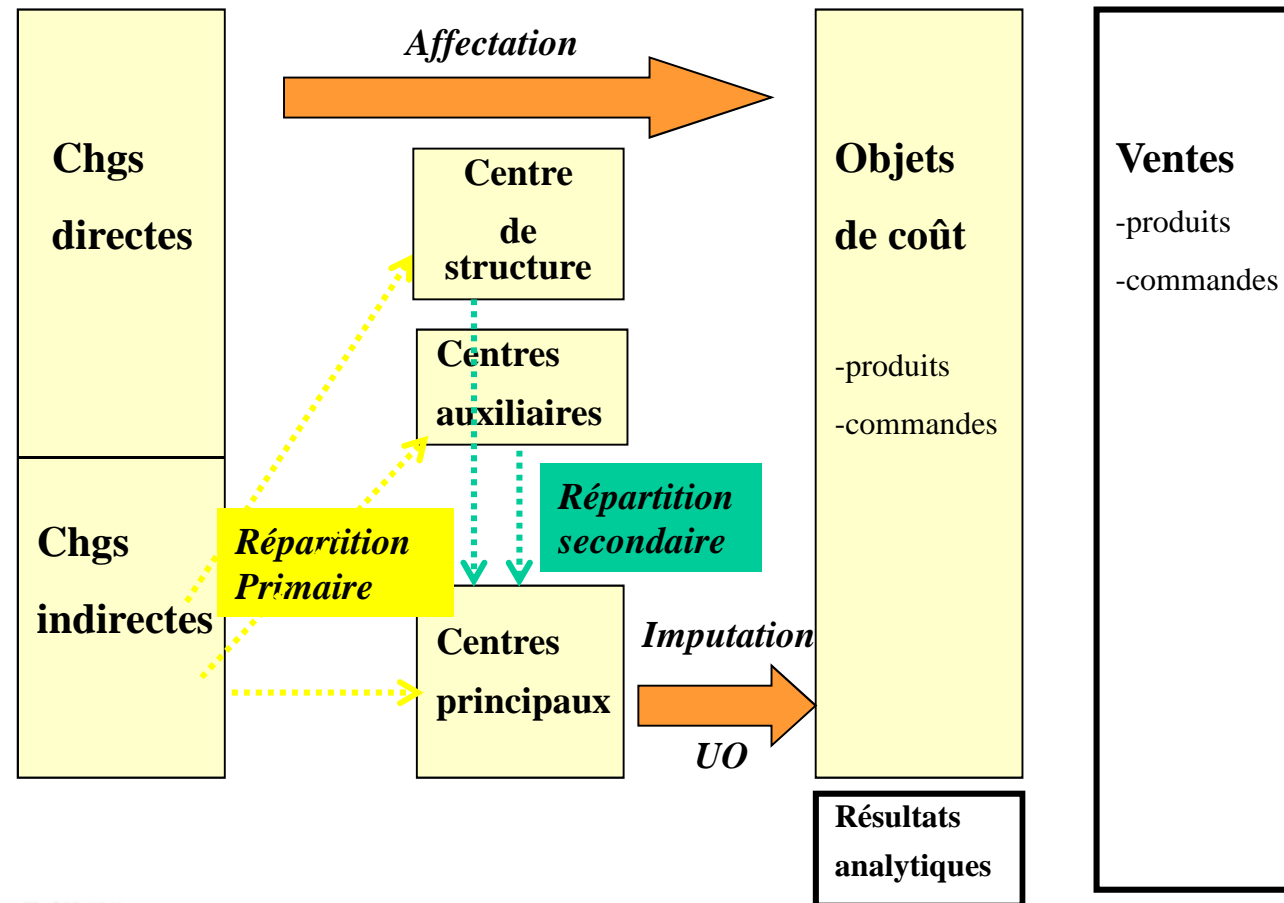 Affectation
Chgs
directes
Centre
de
structure
Objets
de coût
-produits
-commandes
Ventes
-produits
-commandes
Centres
auxiliaires
Chgs
indirectes
Répartition
Primaire
Répartition
secondaire
Centres
principaux
Imputation
UO
Résultats
analytiques